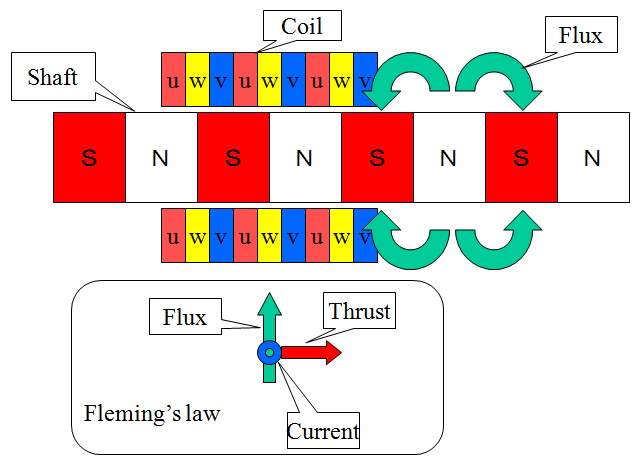 Coil
Flux
Shaft
u w v u w v u w v
S N S N S N S N
u w v u w v u w v
Flux
Thrust
Fleming's law
Current